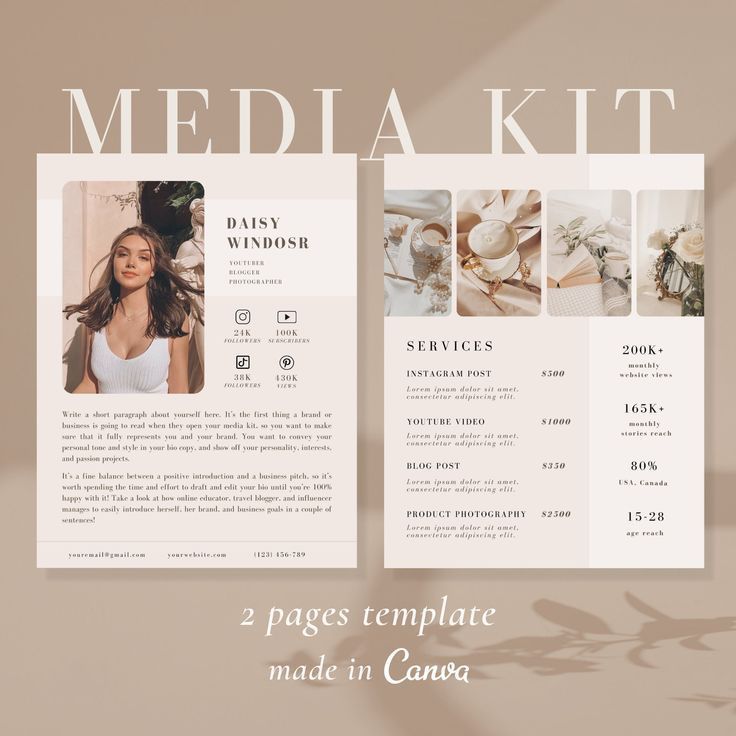 MEDIA KIT
DAISY
WINDOSR
YOUTUBER
BLOGGER
PHOTOGRAPHER
24K
FOLLOWERS
100K
SUBSCRIBERS
38K
FOLLOWERS
430K
VIEWS
Write a short paragraph about yourself here. It's the first thing a brand or
business is going to read when they open your media kit, so you want to make
sure that it fully represents you and your brand. You want to convey your
personal tone and style in your bio copy, and show off your personality, interests,
and passion projects.
It's a fine balance between a positive introduction and a business pitch, so it's
worth spending the time and effort to draft and edit your bio until you're 100%
happy with it! Take a look at how online educator, travel blogger, and influencer
manages to easily introduce herself, her brand, and business goals in a couple of
sentences!
youremail@gmail.com yourwebsite.com (123) 456-789
SERVICES
INSTAGRAM POST $500
Lorem ipsum dolor sit amet,
consectetur adipiscing elit.
YOUTUBE VIDEO $1000
Lorem ipsum dolor sit amet,
consectetur adipiscing elit.
BLOG POST $350
Lorem ipsum dolor sit amet,
consectetur adipiscing elit.
PRODUCT PHOTOGRAPHY $2500
Lorem ipsum dolor sit amet,
consectetur adipiscing elit.
200K+
monthly
website views
165K+
monthly
stories reach
80%
USA, Canada
15-28
age reach
2 pages template
made in Canva